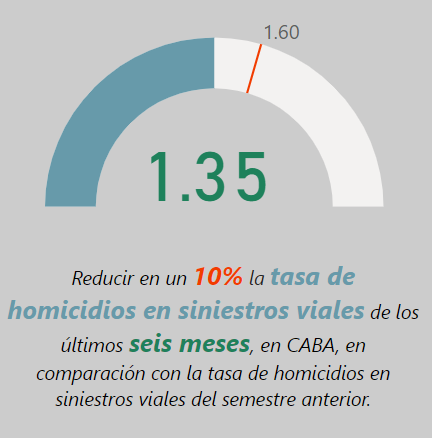 1.60
1.35
Reducir en un 10% la tasa de
homicidios en siniestros viales de los
últimos seis meses, en CABA, en
comparación con la tasa de homicidios en
siniestros viales del semestre anterior.